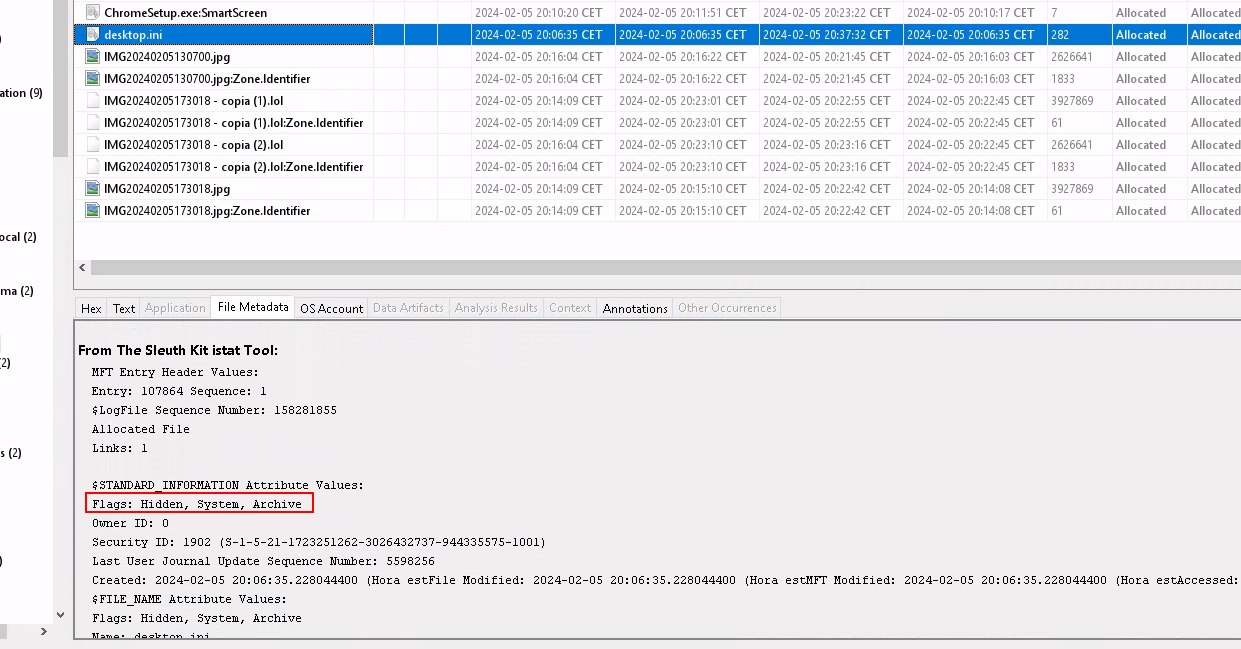 ChromeSetup.exe:SmartScreen 2024-02-05 20:10:20 CET 2024-02-05 20:11:51 CET 2024-02-05 20:23:22 CET 2024-02-05 20:10:17 CET 7 Allocated Allocated
desktop.ini 2024-02-05 20:06:35 CET 2024-02-05 20:06:35 CET 2024-02-05 20:37:32 CET 2024-02-05 20:06:35 CET 282 Allocated Allocated
IMG20240205130700.jpg 2024-02-05 20:16:04 CET 2024-02-05 20:16:22 CET 2024-02-05 20:21:45 CET 2024-02-05 20:16:03 CET 2626641 Allocated Allocated
IMG20240205130700.jpg:Zone.Identifier 2024-02-05 20:16:04 CET 2024-02-05 20:16:22 CET 2024-02-05 20:21:45 CET 2024-02-05 20:16:03 CET 1833 Allocated Allocated
ation (9)
IMG20240205173018 - copia (1).lol 2024-02-05 20:14:09 CET 2024-02-05 20:23:01 CET 2024-02-05 20:22:55 CET 2024-02-05 20:22:45 CET 3927869 Allocated Allocated
IMG20240205173018 - copia (1).lol:Zone.Identifier 2024-02-05 20:14:09 CET 2024-02-05 20:23:01 CET 2024-02-05 20:22:55 CET 2024-02-05 20:22:45 CET 61 Allocated Allocated
IMG20240205173018 - copia (2).lol 2024-02-05 20:16:04 CET 2024-02-05 20:23:10 CET 2024-02-05 20:23:16 CET 2024-02-05 20:22:45 CET 2626641 Allocated Allocated
IMG20240205173018 - copia (2).lol:Zone.Identifier 2024-02-05 20:16:04 CET 2024-02-05 20:23:10 CET 2024-02-05 20:23:16 CET 2024-02-05 20:22:45 CET 1833 Allocated Allocated
IMG20240205173018.jpg 2024-02-05 20:14:09 CET 2024-02-05 20:15:10 CET 2024-02-05 20:22:42 CET 2024-02-05 20:14:08 CET 3927869 Allocated Allocated
IMG20240205173018.jpg:Zone.Identifier 2024-02-05 20:14:09 CET 2024-02-05 20:15:10 CET 2024-02-05 20:22:42 CET 2024-02-05 20:14:08 CET 61 Allocated Allocated
ocal (2)
ma (2)
2)
s (2)
)
Hex Text Application File Metadata OS Account Data Artifacts Analysis Results Context Annotations Other Occurrences
From The Sleuth Kit istat Tool:
MFT Entry Header Values:
Entry: 107864 Sequence: 1
$LogFile Sequence Number: 158281855
Allocated File
Links: 1
$STANDARD_INFORMATION Attribute Values:
Flags: Hidden, System, Archive
Owner ID: 0
Security ID: 1902 (S-1-5-21-1723251262-3026432737-944335575-1001)
Last User Journal Update Sequence Number: 5598256
Created: 2024-02-05 20:06:35.228044400 (Hora estFile Modified: 2024-02-05 20:06:35.228044400 (Hora estMFT Modified: 2024-02-05 20:06:35.228044400 (Hora estAccessed:
$FILE_NAME Attribute Values:
Flags: Hidden, System, Archive
Name: desktop.ini